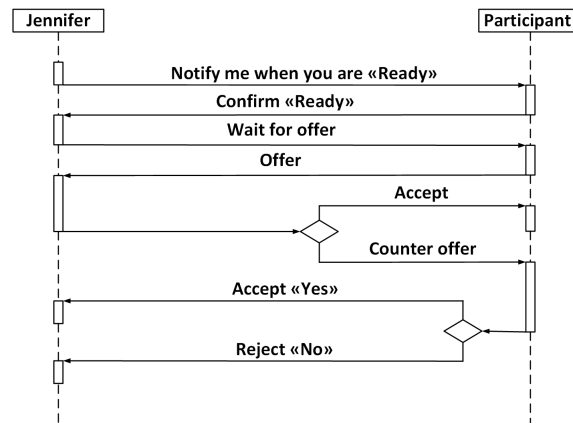 Jennifer
Participant
Notify me when you are «Ready»
Confirm «Ready»
Wait for offer
Offer
Accept
Counter offer
Accept «Yes»
Reject «No»